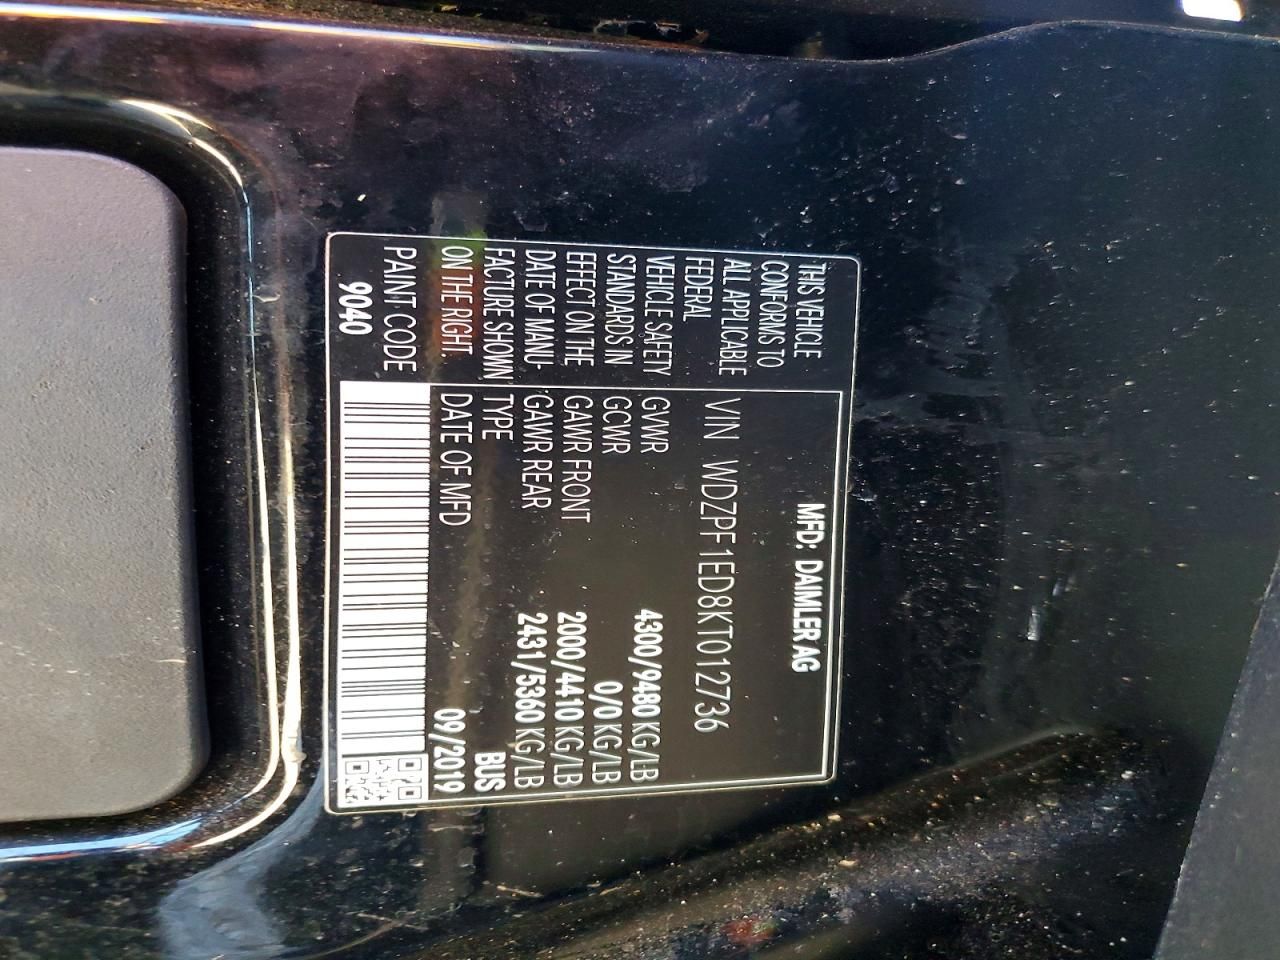 MFD: DAIMLER AG
THIS VEHICLE
CONFORMS TO
ALL APPLICABLE
FEDERAL
VEHICLE SAFETY
STANDARDS IN
EFFECT ON THE
DATE OF MANU-
FACTURE SHOWN
ON THE RIGHT.
PAINT CODE
9040
VIN WDZPF1ED8KT012736
GVWR 4300/9480 KG/LB
GCWR 0/0 KG/LB
GAWR FRONT 2000/4410 KG/LB
GAWR REAR 2431/5360 KG/LB
TYPE BUS
DATE OF MFD 09/2019